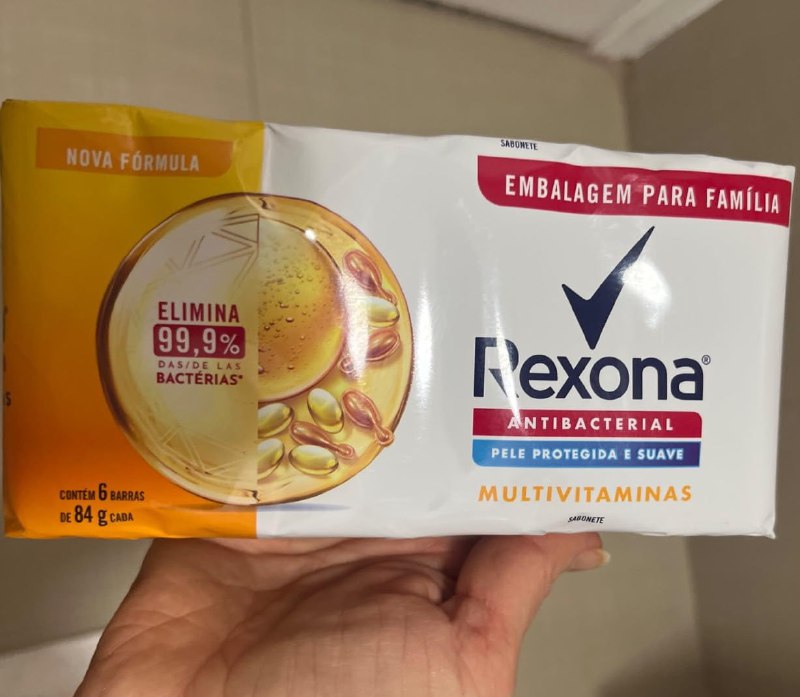 NOVA FÓRMULA
ELIMINA
99,9%
DAS/DE LAS
BACTÉRIAS*
CONTÉM 6 BARRAS
DE 84 g CADA
SABONETE
EMBALAGEM PARA FAMÍLIA
Rexona®
ANTIBACTERIAL
PELE PROTEGIDA E SUAVE
MULTIVITAMINAS
SABONETE